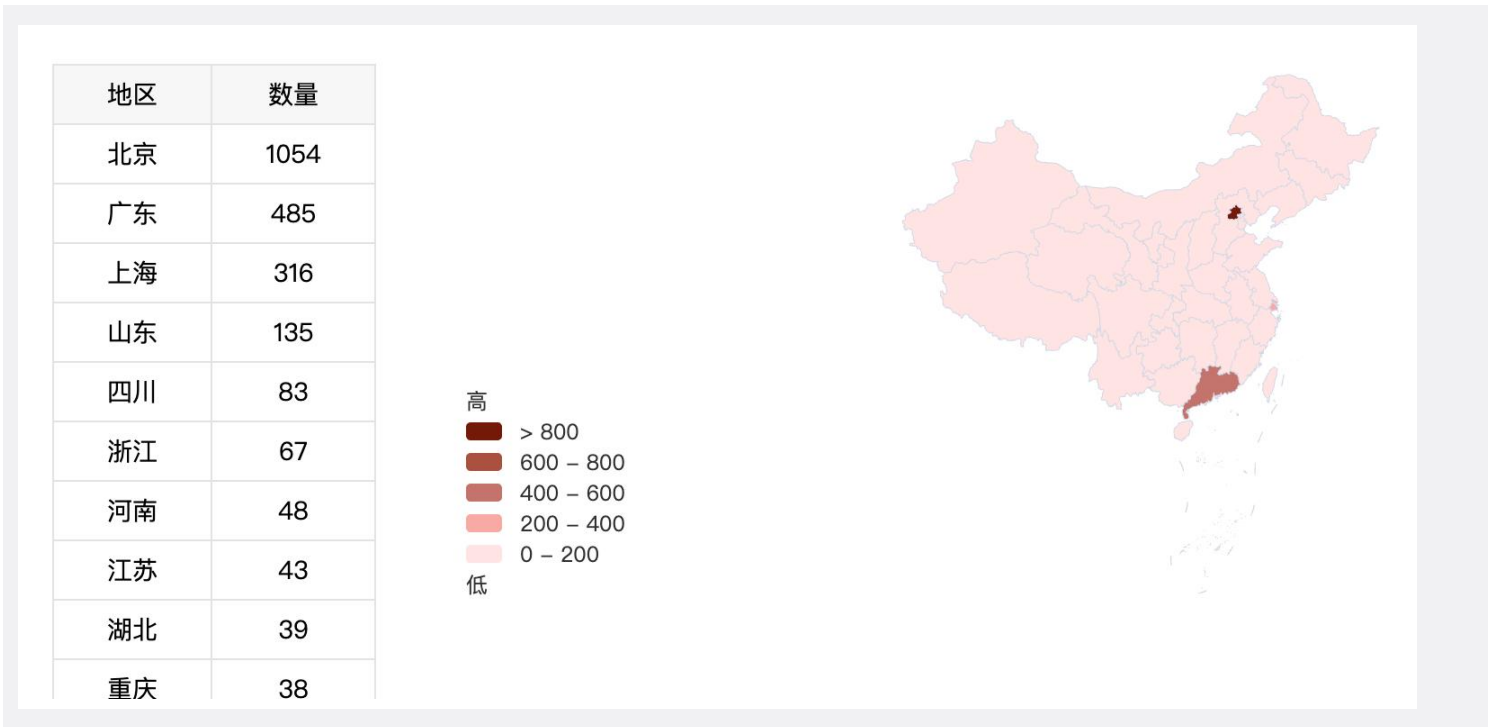 地区 数量
北京 1054
广东 485
上海 316
山东 135
四川 83
浙江 67
河南 48
江苏 43
湖北 39
重庆 38
高
> 800
600 – 800
400 – 600
200 – 400
0 – 200
低